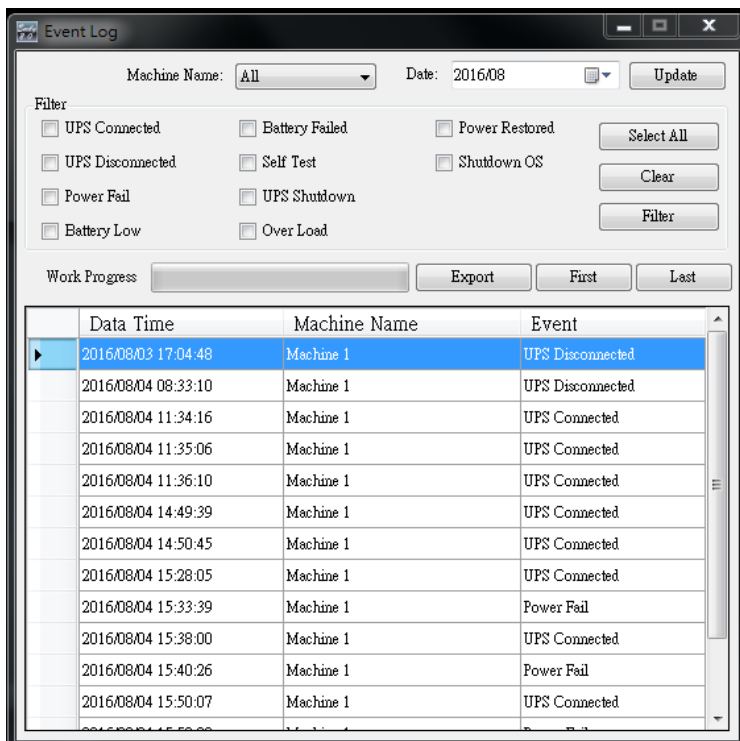 Event Log
Machine Name: All Date: 2016/08 Update
Filter
UPS Connected Battery Failed Power Restored Select All
UPS Disconnected Self Test Shutdown OS Clear
Power Fail UPS Shutdown Filter
Battery Low Over Load
Work Progress Export First Last
Data Time Machine Name Event
2016/08/03 17:04:48 Machine 1 UPS Disconnected
2016/08/04 08:33:10 Machine 1 UPS Disconnected
2016/08/04 11:34:16 Machine 1 UPS Connected
2016/08/04 11:35:06 Machine 1 UPS Connected
2016/08/04 11:36:10 Machine 1 UPS Connected
2016/08/04 14:49:39 Machine 1 UPS Connected
2016/08/04 14:50:45 Machine 1 UPS Connected
2016/08/04 15:28:05 Machine 1 UPS Connected
2016/08/04 15:33:39 Machine 1 Power Fail
2016/08/04 15:38:00 Machine 1 UPS Connected
2016/08/04 15:40:26 Machine 1 Power Fail
2016/08/04 15:50:07 Machine 1 UPS Connected